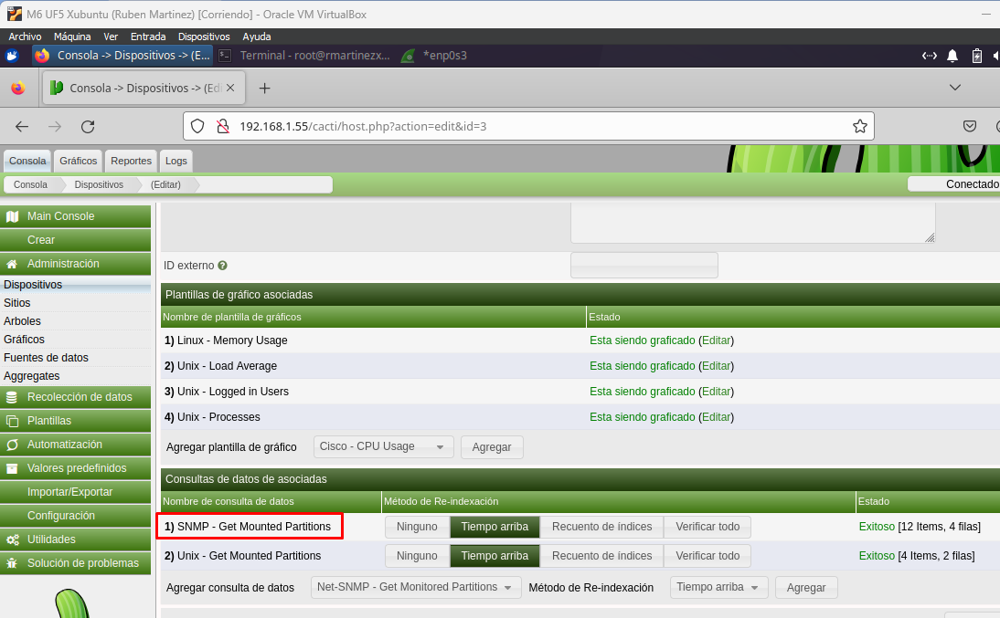 M6 UF5 Xubuntu (Ruben Martinez) [Corriendo] - Oracle VM VirtualBox
Archivo Máquina Ver Entrada Dispositivos Ayuda
Consola -> Dispositivos -> (E... Terminal - root@rmartinezx... *enp0s3
Consola -> Dispositivos -> (Edi
192.168.1.55/cacti/host.php?action=edit&id=3
Consola Gráficos Reportes Logs
Consola Dispositivos (Editar) Conectado
Main Console
Crear
Administración
Dispositivos
Sitios
Arboles
Gráficos
Fuentes de datos
Aggregates
Recolección de datos
Plantillas
Automatización
Valores predefinidos
Importar/Exportar
Configuración
Utilidades
Solución de problemas
ID externo
Plantillas de gráfico asociadas
Nombre de plantilla de gráficos Estado
1) Linux - Memory Usage Esta siendo graficado (Editar)
2) Unix - Load Average Esta siendo graficado (Editar)
3) Unix - Logged in Users Esta siendo graficado (Editar)
4) Unix - Processes Esta siendo graficado (Editar)
Agregar plantilla de gráfico Cisco - CPU Usage Agregar
Consultas de datos de asociadas
Nombre de consulta de datos Método de Re-indexación Estado
1) SNMP - Get Mounted Partitions Ninguno Tiempo arriba Recuento de índices Verificar todo Exitoso [12 Items, 4 filas]
2) Unix - Get Mounted Partitions Ninguno Tiempo arriba Recuento de índices Verificar todo Exitoso [4 Items, 2 filas]
Agregar consulta de datos Net-SNMP - Get Monitored Partitions Método de Re-indexación Tiempo arriba Agregar